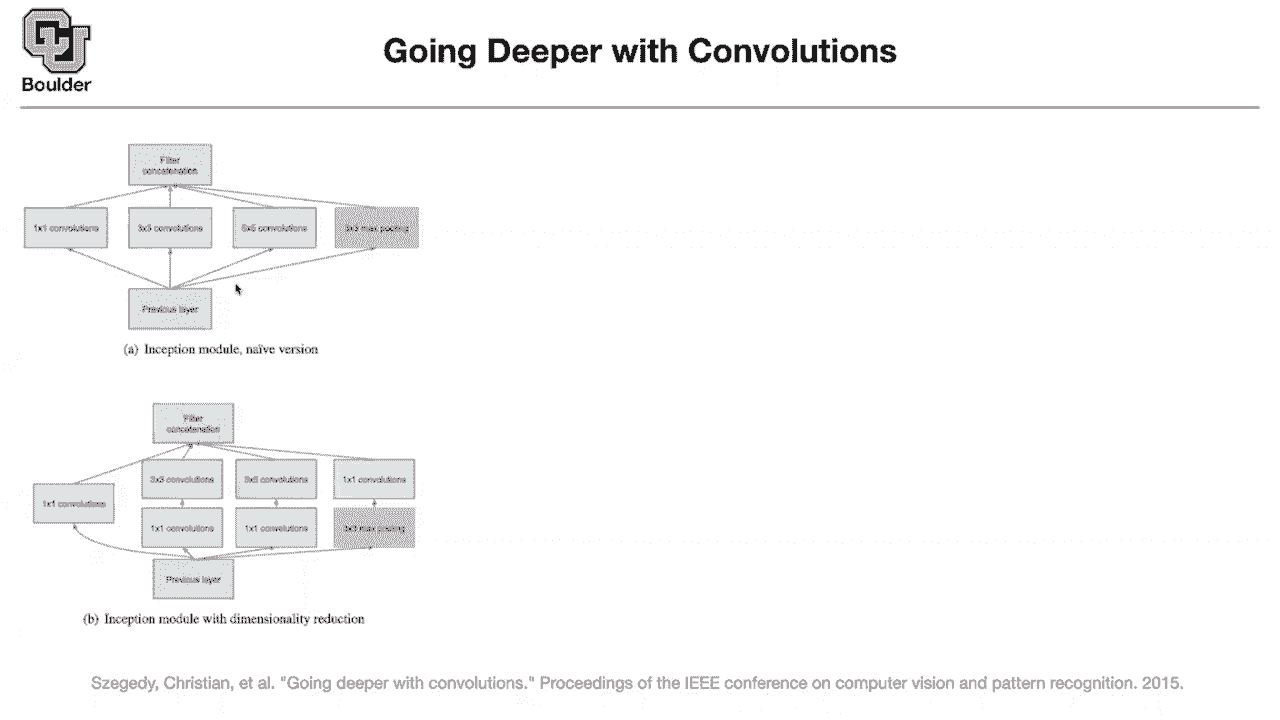 Boulder
Going Deeper with Convolutions
Filter
concatenation
1x1 convolutions
3x3 convolutions
5x5 convolutions
3x3 max pooling
Previous layer
(a) Inception module, naïve version
Filter
concatenation
3x3 convolutions
5x5 convolutions
1x1 convolutions
1x1 convolutions
1x1 convolutions
1x1 convolutions
3x3 max pooling
Previous layer
(b) Inception module with dimensionality reduction
Szegedy, Christian, et al. "Going deeper with convolutions." Proceedings of the IEEE conference on computer vision and pattern recognition. 2015.